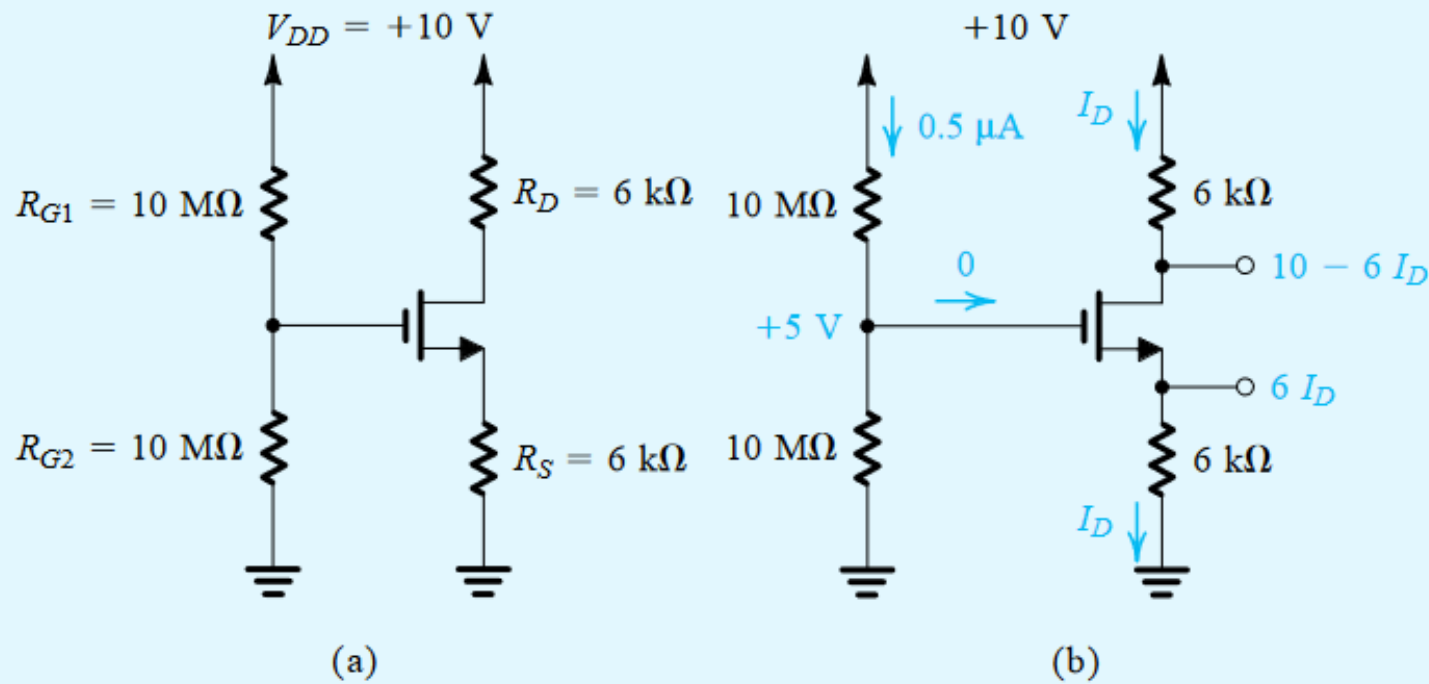 V_DD = +10 V
R_G1 = 10 MΩ
R_D = 6 kΩ
R_G2 = 10 MΩ
R_S = 6 kΩ
(a)
+10 V
0.5 μA
I_D
10 MΩ
6 kΩ
0
10 − 6 I_D
+5 V
6 I_D
10 MΩ
6 kΩ
I_D
(b)